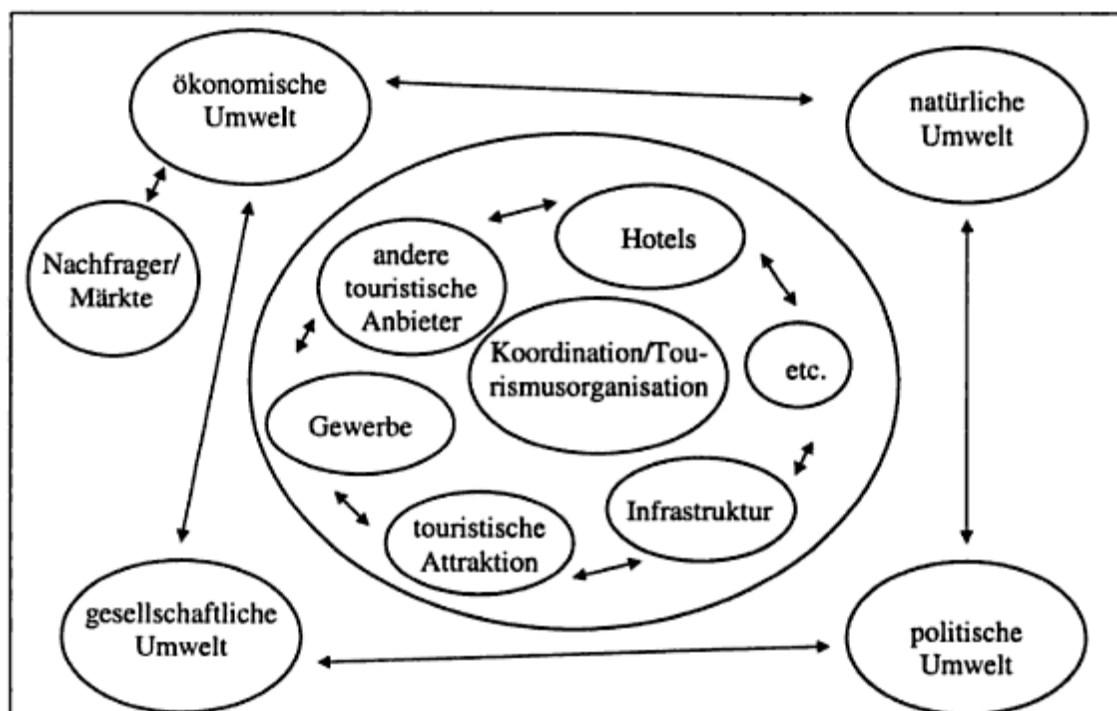 ökonomische
Umwelt
natürliche
Umwelt
Nachfrager/
Märkte
andere
touristische
Anbieter
Hotels
Koordination/Tou-
rismusorganisation
etc.
Gewerbe
Infrastruktur
touristische
Attraktion
gesellschaftliche
Umwelt
politische
Umwelt